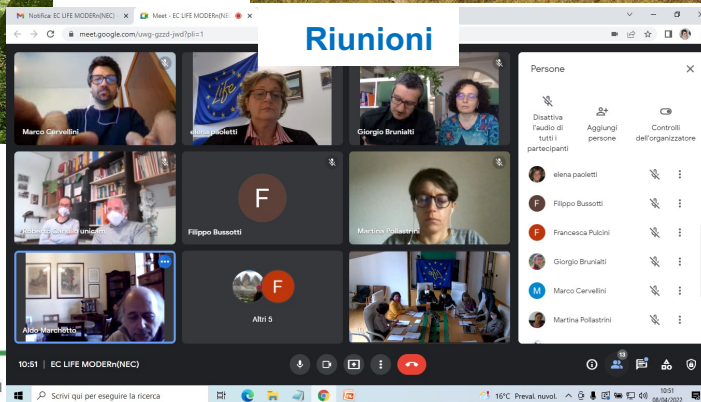 Notifica: EC LIFE MODERn(NEC)
Meet - EC LIFE MODERn(NE
Riunioni
meet.google.com/uwg-gzzd-jwd?pli=1
Marco Cervellini
elena paoletti
Giorgio Brunialti
Filippo Bussotti
Martina Pollastrini
F
Aldo Marchetto
Altri 5
F
Persone
Disattiva l'audio di tutti i partecipanti
Aggiungi persone
Controlli dell'organizzatore
elena paoletti
F Filippo Bussotti
F Francesca Pulcini
Giorgio Brunialti
M Marco Cervellini
Martina Pollastrini
10:51 | EC LIFE MODERn(NEC)
13
Scrivi qui per eseguire la ricerca
16°C Preval. nuvol.
10:51
08/04/2022